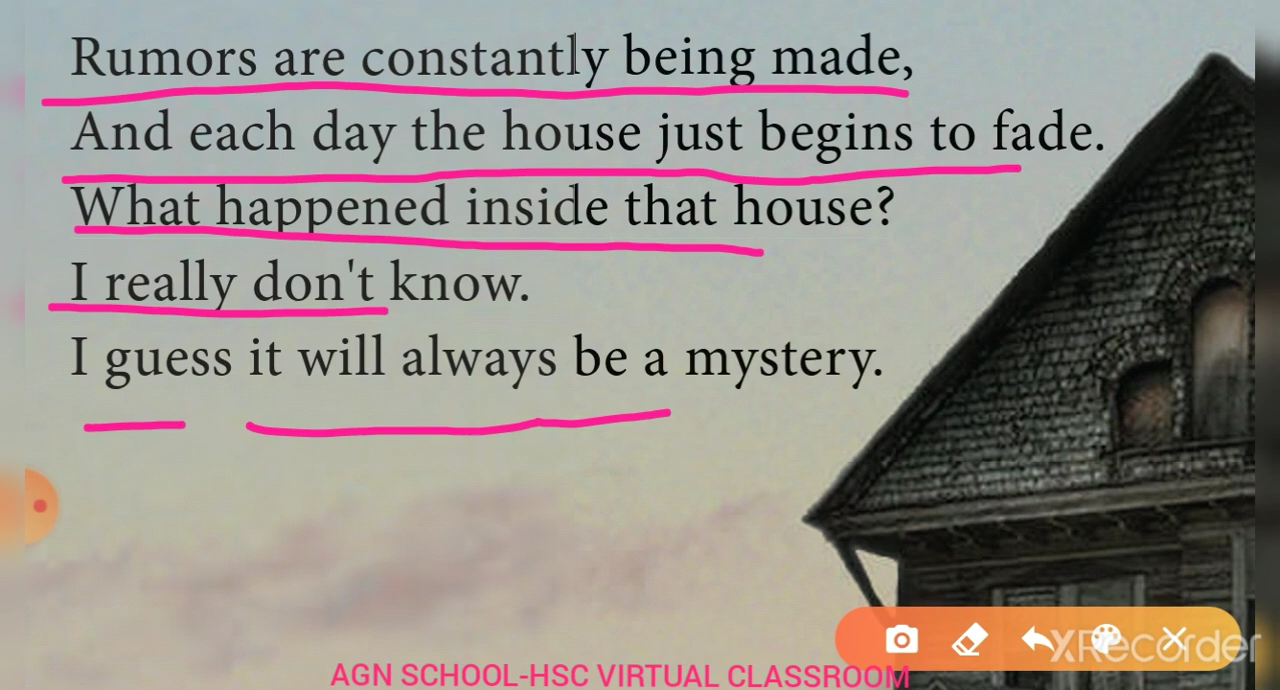 Rumors are constantly being made,
And each day the house just begins to fade.
What happened inside that house?
I really don't know.
I guess it will always be a mystery.
XRecorder
AGN SCHOOL-HSC VIRTUAL CLASSROOM